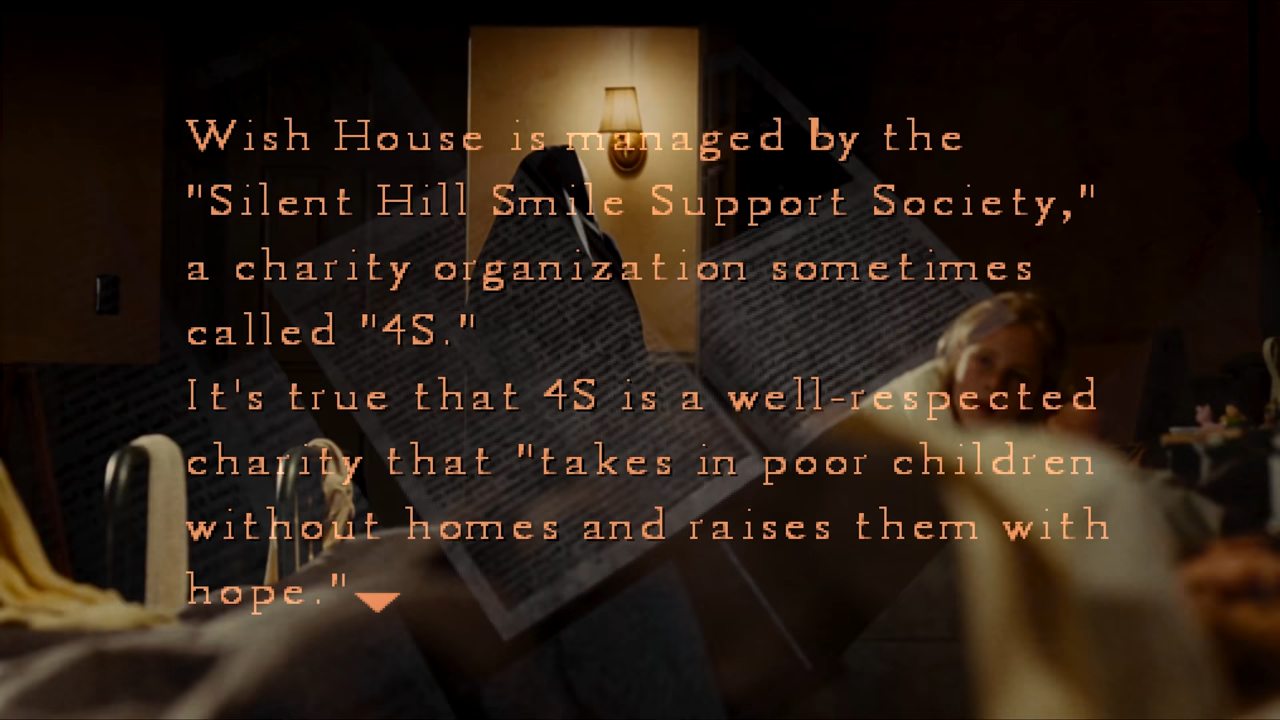 Wish House is managed by the
"Silent Hill Smile Support Society,"
a charity organization sometimes
called "4S."
It's true that 4S is a well-respected
charity that "takes in poor children
without homes and raises them with
hope."